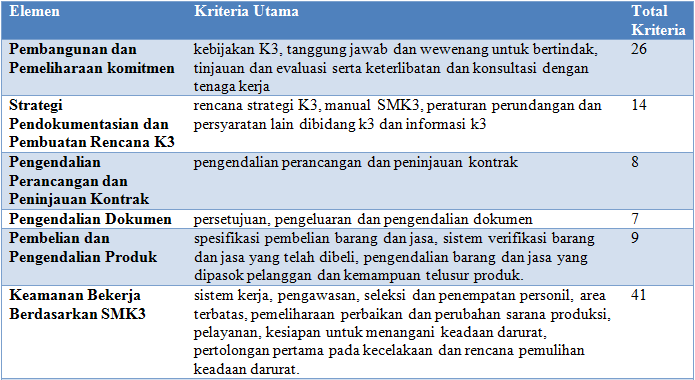 Elemen Kriteria Utama Total
Kriteria
Pembangunan dan kebijakan K3, tanggung jawab dan wewenang untuk bertindak, 26
Pemeliharaan komitmen tinjauan dan evaluasi serta keterlibatan dan konsultasi dengan
tenaga kerja
Strategi rencana strategi K3, manual SMK3, peraturan perundangan dan 14
Pendokumentasian dan persyaratan lain dibidang k3 dan informasi k3
Pembuatan Rencana K3
Pengendalian pengendalian perancangan dan peninjauan kontrak 8
Perancangan dan
Peninjauan Kontrak
Pengendalian Dokumen persetujuan, pengeluaran dan pengendalian dokumen 7
Pembelian dan spesifikasi pembelian barang dan jasa, sistem verifikasi barang 9
Pengendalian Produk dan jasa yang telah dibeli, pengendalian barang dan jasa yang
dipasok pelanggan dan kemampuan telusur produk.
Keamanan Bekerja sistem kerja, pengawasan, seleksi dan penempatan personil, area 41
Berdasarkan SMK3 terbatas, pemeliharaan perbaikan dan perubahan sarana produksi,
pelayanan, kesiapan untuk menangani keadaan darurat,
pertolongan pertama pada kecelakaan dan rencana pemulihan
keadaan darurat.